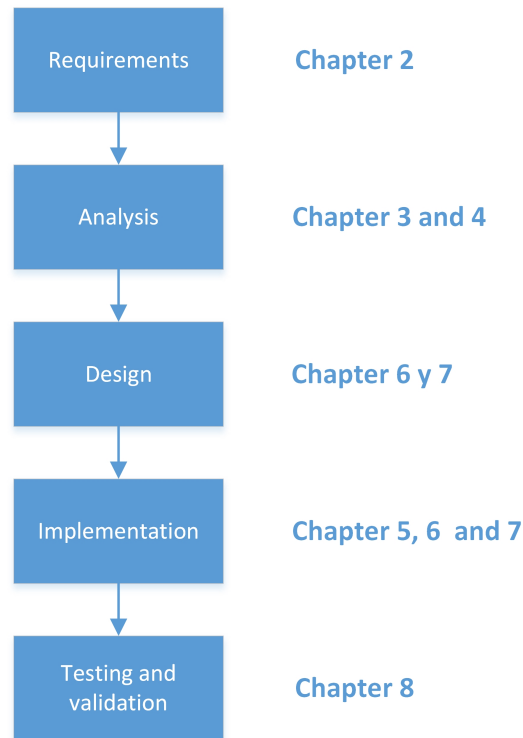 Requirements
Chapter 2
Analysis
Chapter 3 and 4
Design
Chapter 6 y 7
Implementation
Chapter 5, 6  and 7
Testing and
validation
Chapter 8